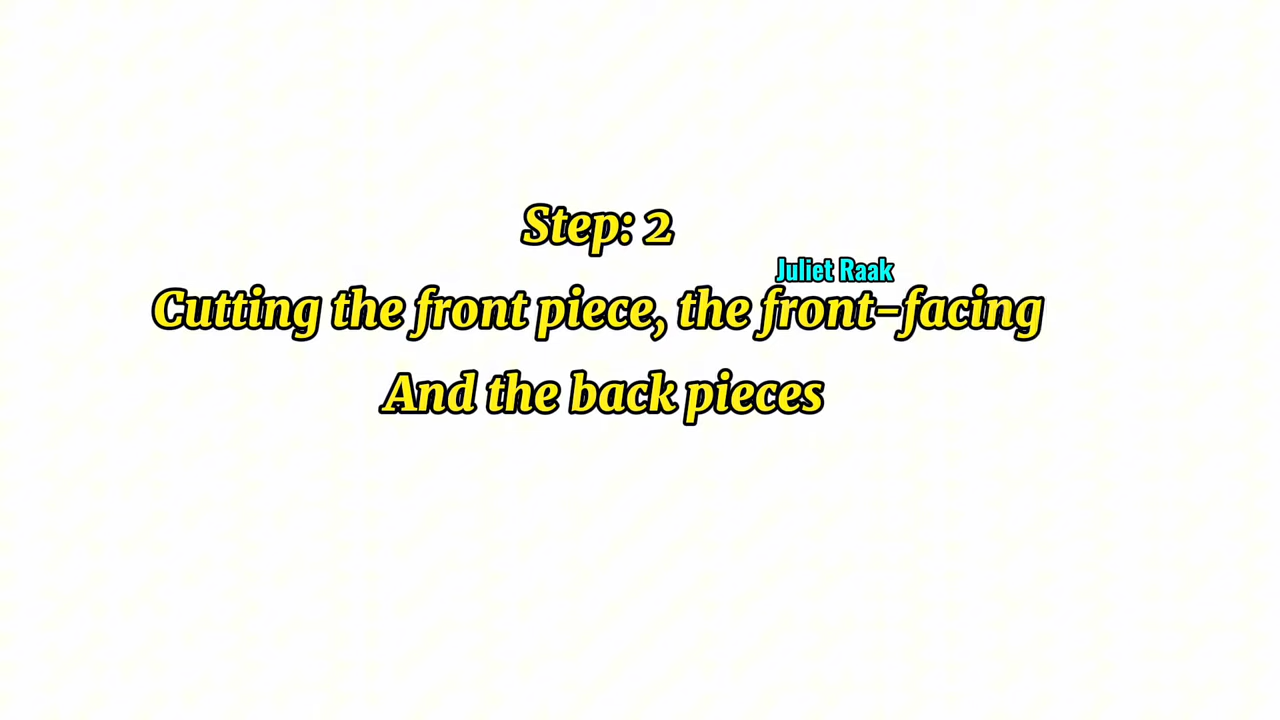 Step: 2
Juliet Raak
Cutting the front piece, the front-facing
And the back pieces